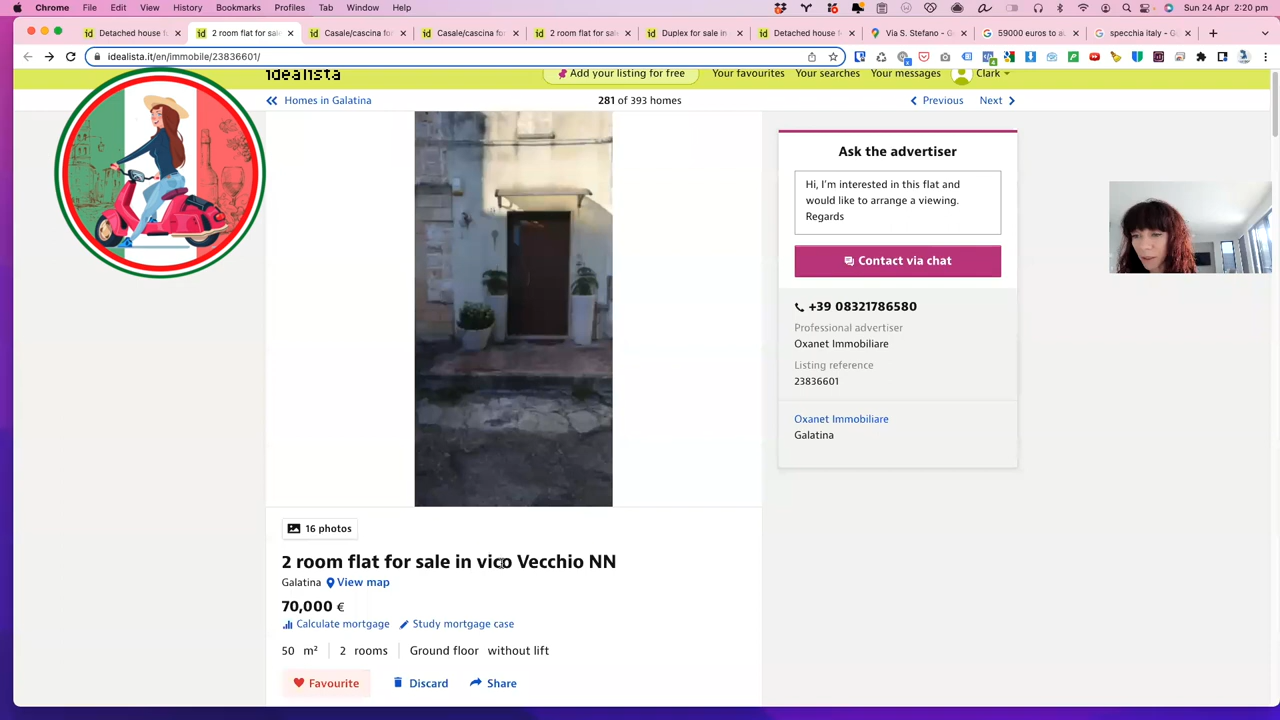 Chrome File Edit View History Bookmarks Profiles Tab Window Help Sun 24 Apr 2:20 pm
Detached house f
2 room flat for sale
Casale/cascina for
Casale/cascina for
2 room flat for sale
Duplex for sale in
Detached house
Via S. Stefano - G
59000 euros to a
specchia italy - G
idealista.it/en/immobile/23836601/
idealista
Add your listing for free
Your favourites Your searches Your messages Clark
Homes in Galatina
281 of 393 homes
Previous Next
Ask the advertiser
Hi, I'm interested in this flat and
would like to arrange a viewing.
Regards
Contact via chat
+39 08321786580
Professional advertiser
Oxanet Immobiliare
Listing reference
23836601
Oxanet Immobiliare
Galatina
16 photos
2 room flat for sale in vico Vecchio NN
Galatina View map
70,000 €
Calculate mortgage Study mortgage case
50 m² 2 rooms Ground floor without lift
Favourite Discard Share